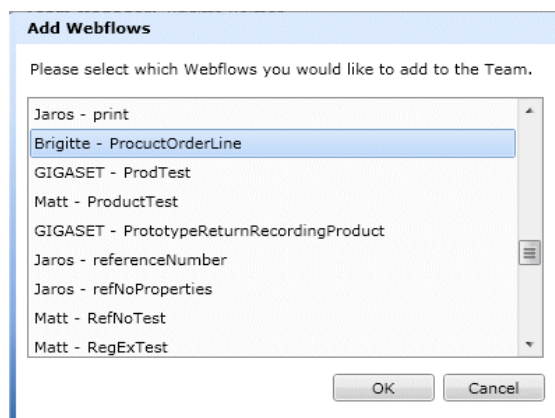 Add Webflows
Please select which Webflows you would like to add to the Team.
Jaros - print
Brigitte - ProcuctOrderLine
GIGASET - ProdTest
Matt - ProductTest
GIGASET - PrototypeReturnRecordingProduct
Jaros - referenceNumber
Jaros - refNoProperties
Matt - RefNoTest
Matt - RegExTest
OK Cancel